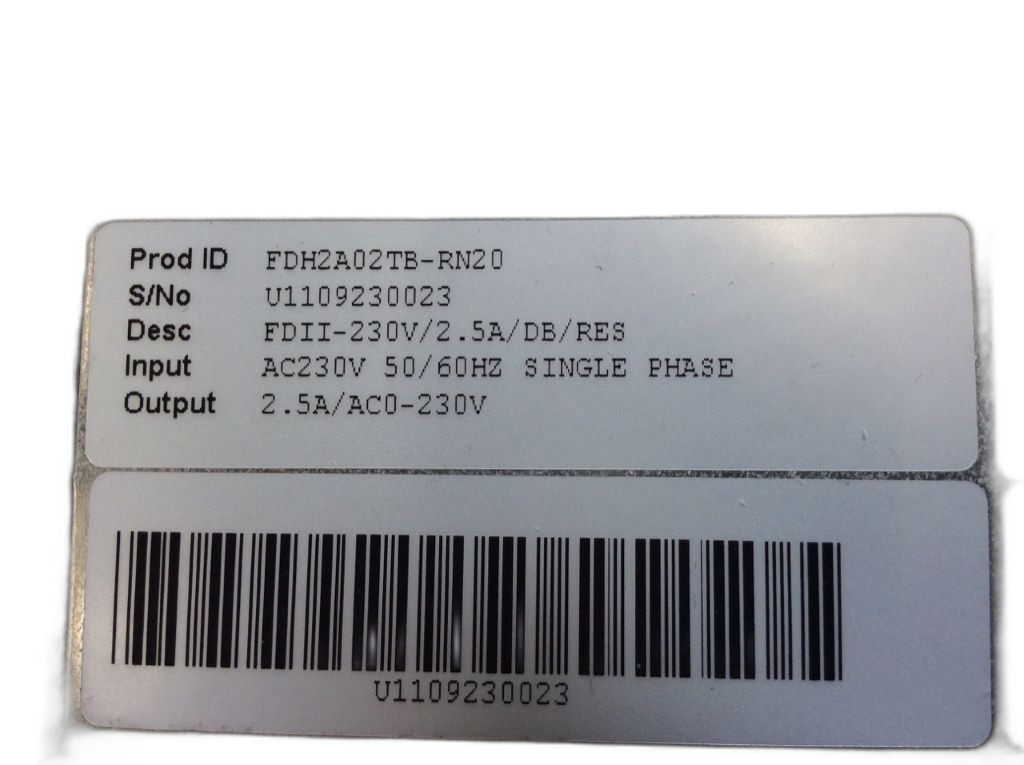 Prod ID FDH2A02TB-RN20
S/No U1109230023
Desc FDII-230V/2.5A/DB/RES
Input AC230V 50/60HZ SINGLE PHASE
Output 2.5A/AC0-230V
U1109230023